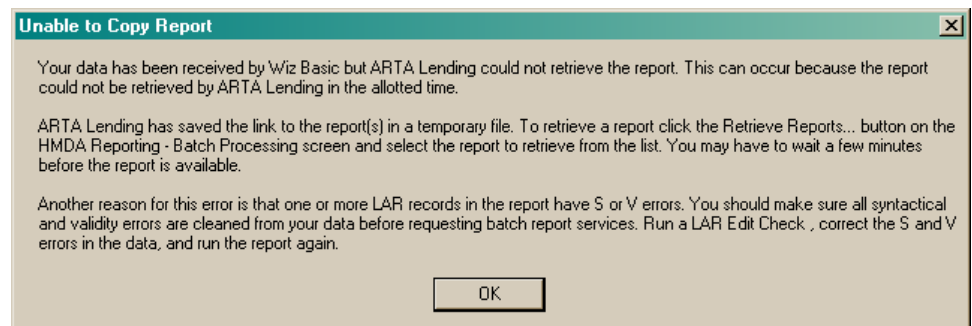 Unable to Copy Report
Your data has been received by Wiz Basic but ARTA Lending could not retrieve the report. This can occur because the report
could not be retrieved by ARTA Lending in the allotted time.
ARTA Lending has saved the link to the report(s) in a temporary file. To retrieve a report click the Retrieve Reports... button on the
HMDA Reporting - Batch Processing screen and select the report to retrieve from the list. You may have to wait a few minutes
before the report is available.
Another reason for this error is that one or more LAR records in the report have S or V errors. You should make sure all syntactical
and validity errors are cleaned from your data before requesting batch report services. Run a LAR Edit Check , correct the S and V
errors in the data, and run the report again.
OK